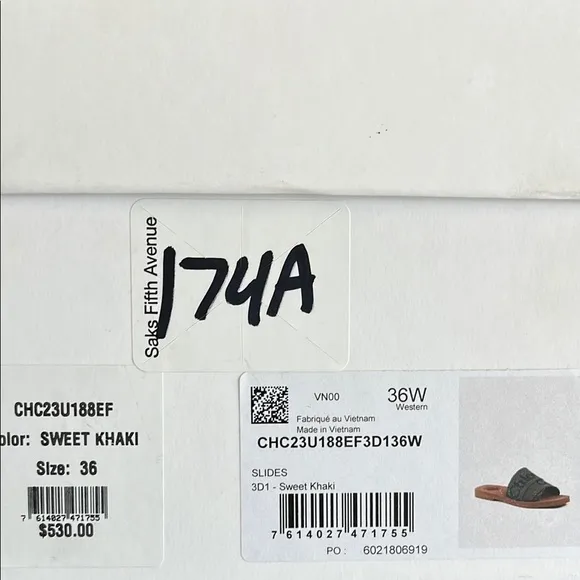 Saks Fifth Avenue
174A
CHC23U188EF
olor: SWEET KHAKI
Size: 36
7 614027 471755
$530.00
VN00
36W
Western
Fabriqué au Vietnam
Made in Vietnam
CHC23U188EF3D136W
SLIDES
3D1 - Sweet Khaki
7 614027 471755
PO : 6021806919
Chloé